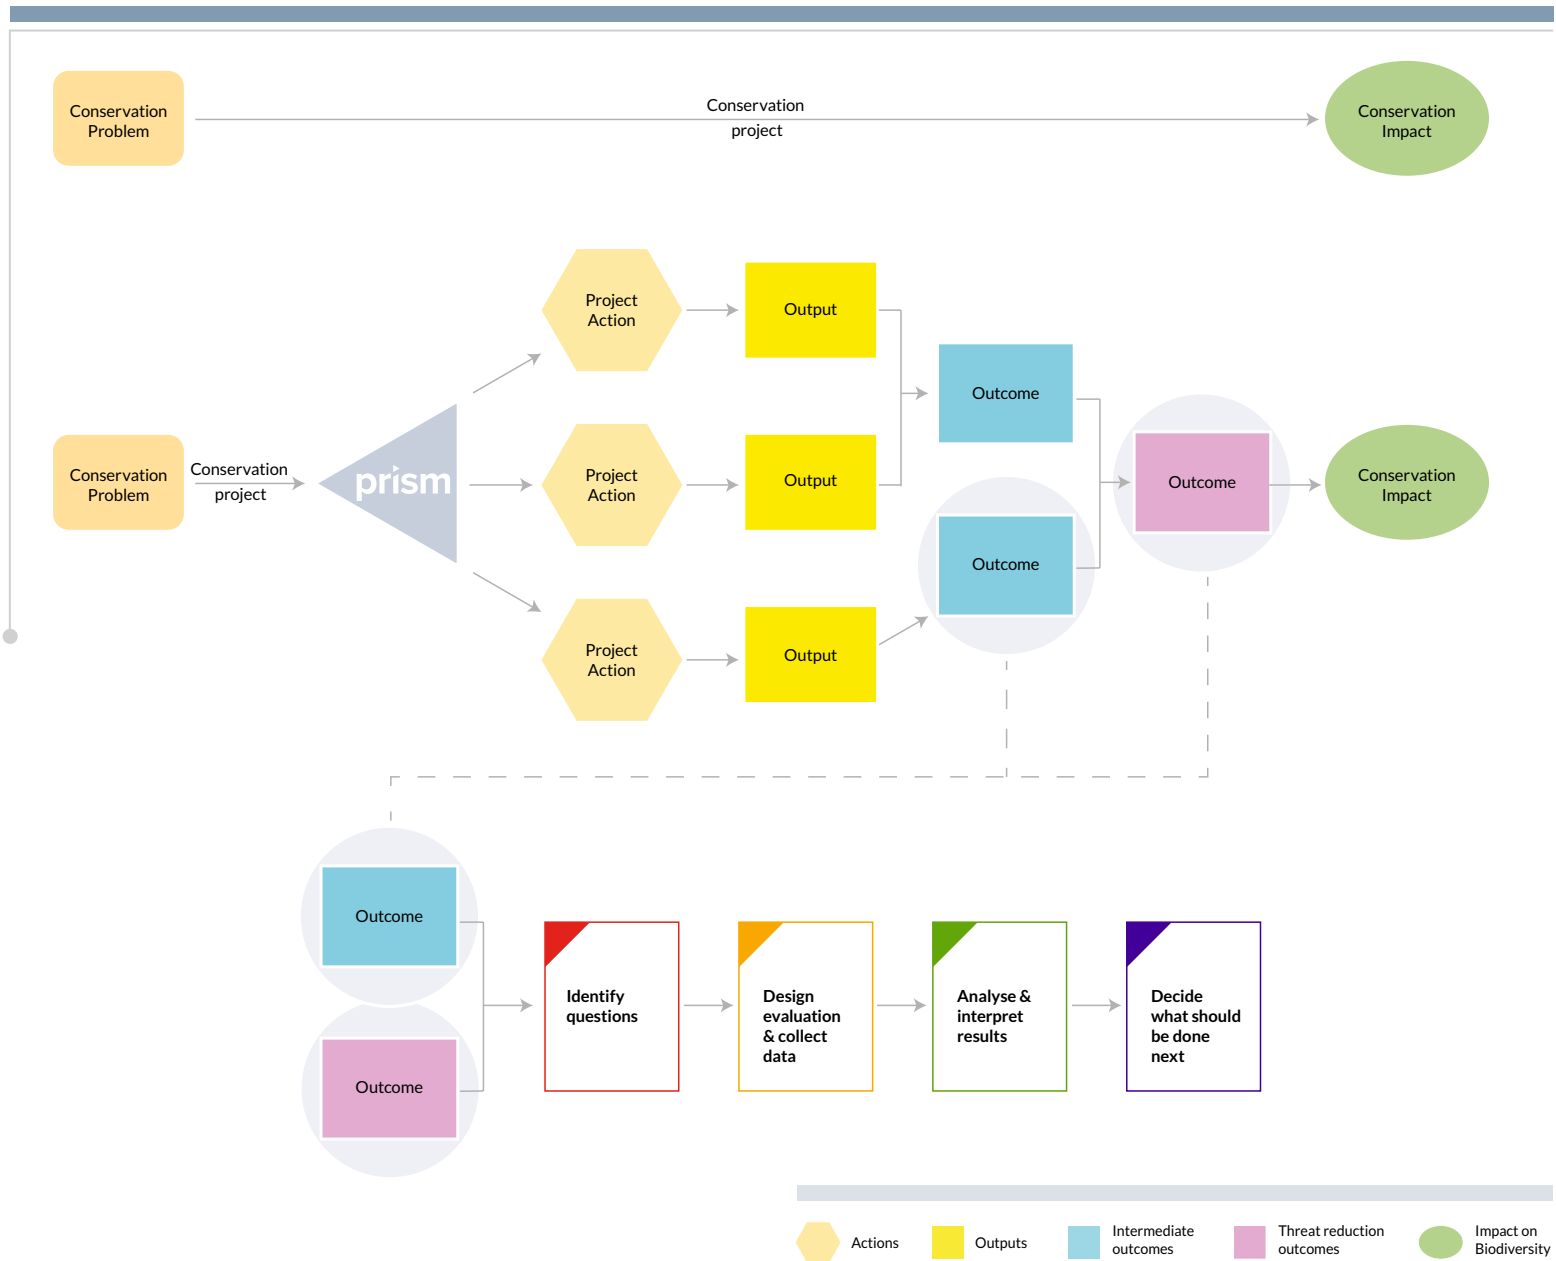 Conservation
Problem
Conservation
project
Conservation
Impact
Project
Action
Output
Outcome
Conservation
Problem
Conservation
project
prism
Project
Action
Output
Outcome
Outcome
Conservation
Impact
Project
Action
Output
Outcome
Outcome
Identify
questions
Design
evaluation
& collect
data
Analyse &
interpret
results
Decide
what should
be done
next
Actions
Outputs
Intermediate
outcomes
Threat reduction
outcomes
Impact on
Biodiversity